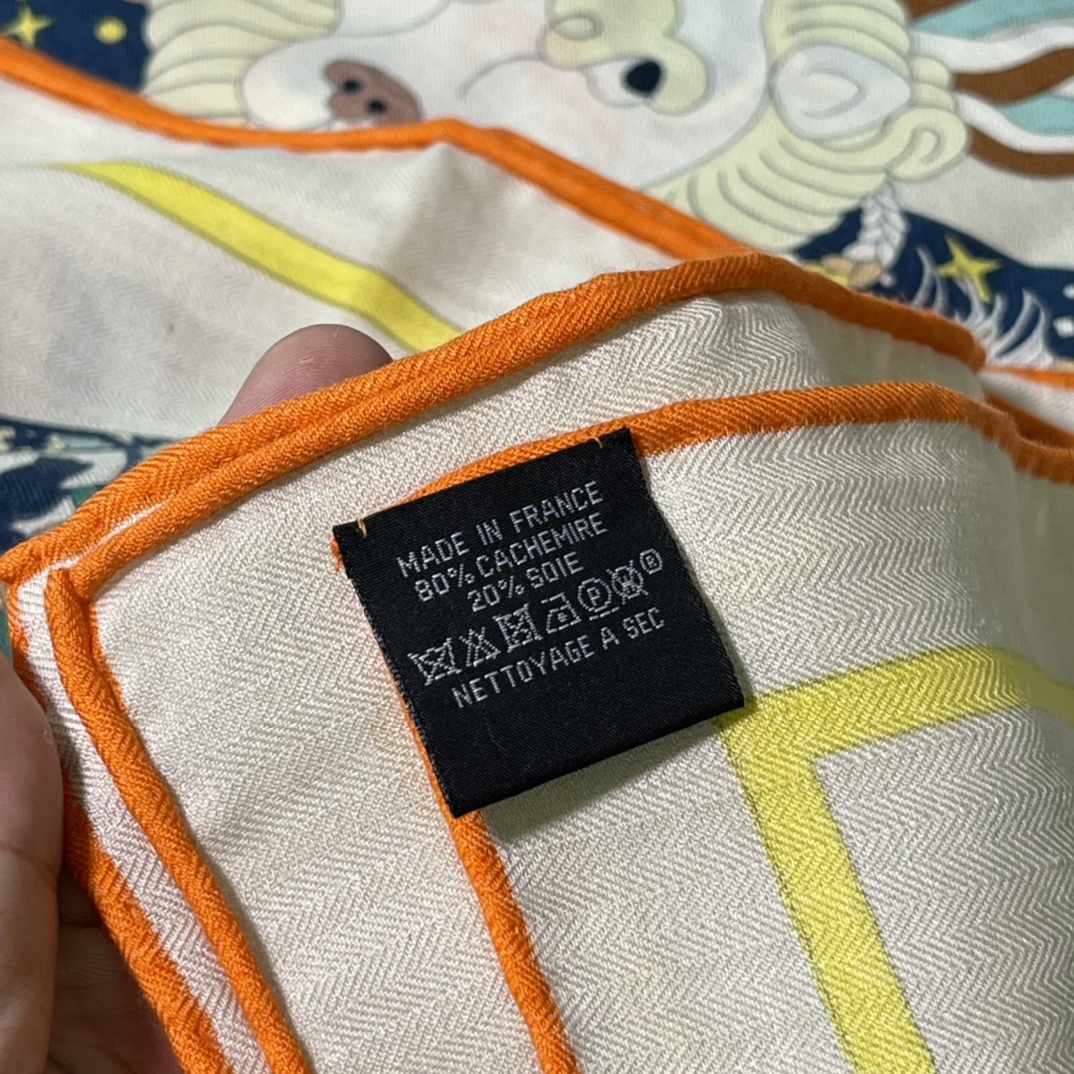 MADE IN FRANCE
80% CACHEMIRE
20% SOIE
P W ®
NETTOYAGE A SEC